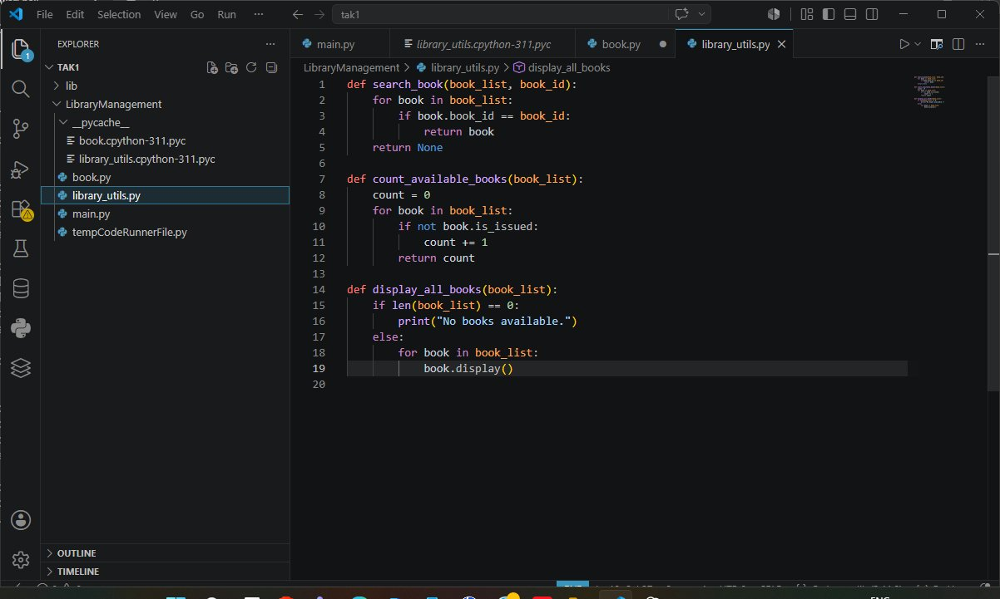 File Edit Selection View Go Run ··· tak1
EXPLORER ···
main.py library_utils.cpython-311.pyc book.py library_utils.py
1
TAK1
LibraryManagement > library_utils.py > display_all_books
lib
LibraryManagement
__pycache__
book.cpython-311.pyc
library_utils.cpython-311.pyc
book.py
library_utils.py
main.py
tempCodeRunnerFile.py
OUTLINE
TIMELINE
1 def search_book(book_list, book_id):
2 for book in book_list:
3 if book.book_id == book_id:
4 return book
5 return None
6
7 def count_available_books(book_list):
8 count = 0
9 for book in book_list:
10 if not book.is_issued:
11 count += 1
12 return count
13
14 def display_all_books(book_list):
15 if len(book_list) == 0:
16 print("No books available.")
17 else:
18 for book in book_list:
19 book.display()
20